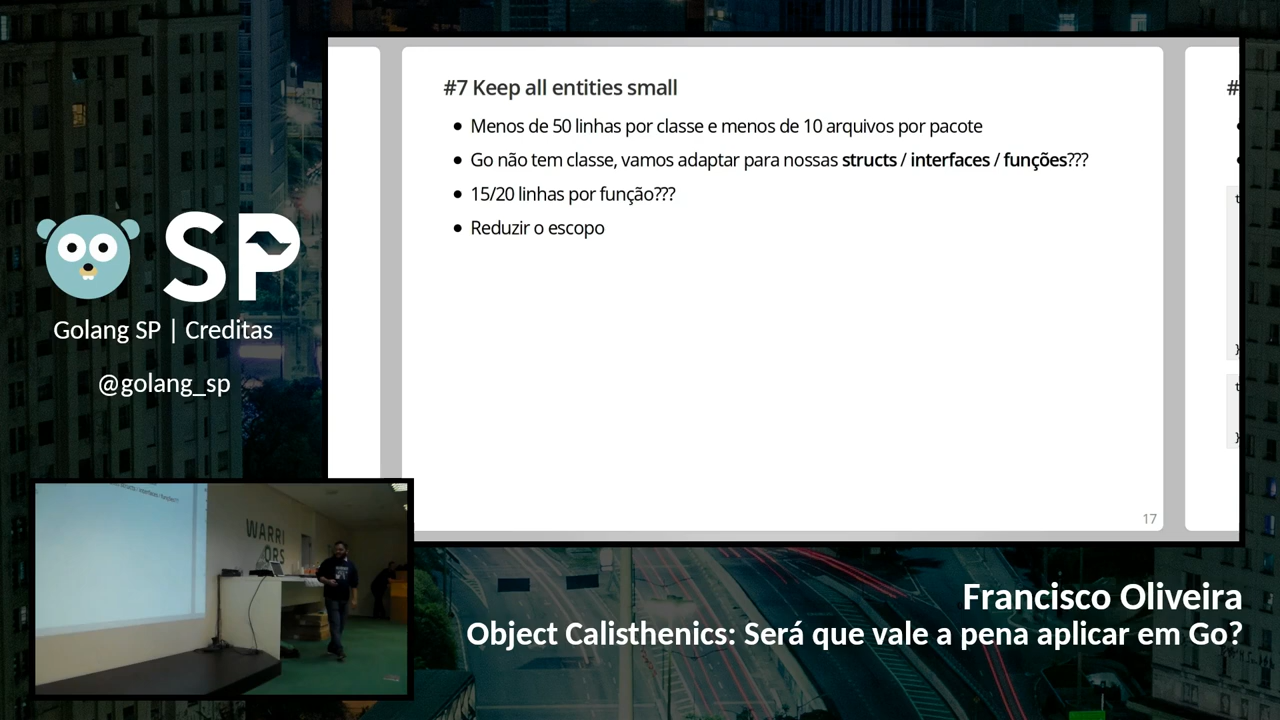 #7 Keep all entities small
Menos de 50 linhas por classe e menos de 10 arquivos por pacote
Go não tem classe, vamos adaptar para nossas structs / interfaces / funções???
15/20 linhas por função???
Reduzir o escopo
17
#
t
}
t
}
SP
Golang SP | Creditas
@golang_sp
WARRI
ORS
Francisco Oliveira
Object Calisthenics: Será que vale a pena aplicar em Go?